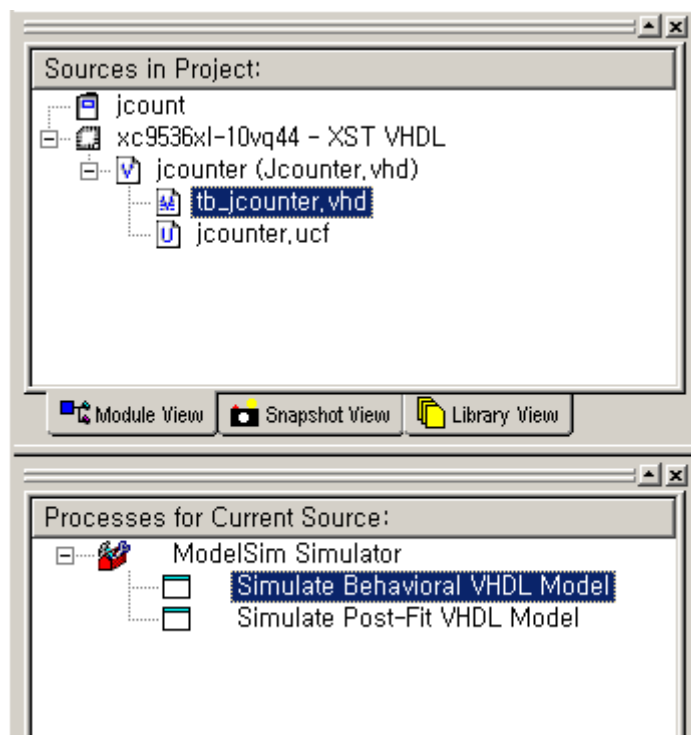 Sources in Project:
jcount
xc9536xl-10vq44 - XST VHDL
jcounter (Jcounter.vhd)
tb_jcounter.vhd
jcounter.ucf
Module View Snapshot View Library View
Processes for Current Source:
ModelSim Simulator
Simulate Behavioral VHDL Model
Simulate Post-Fit VHDL Model